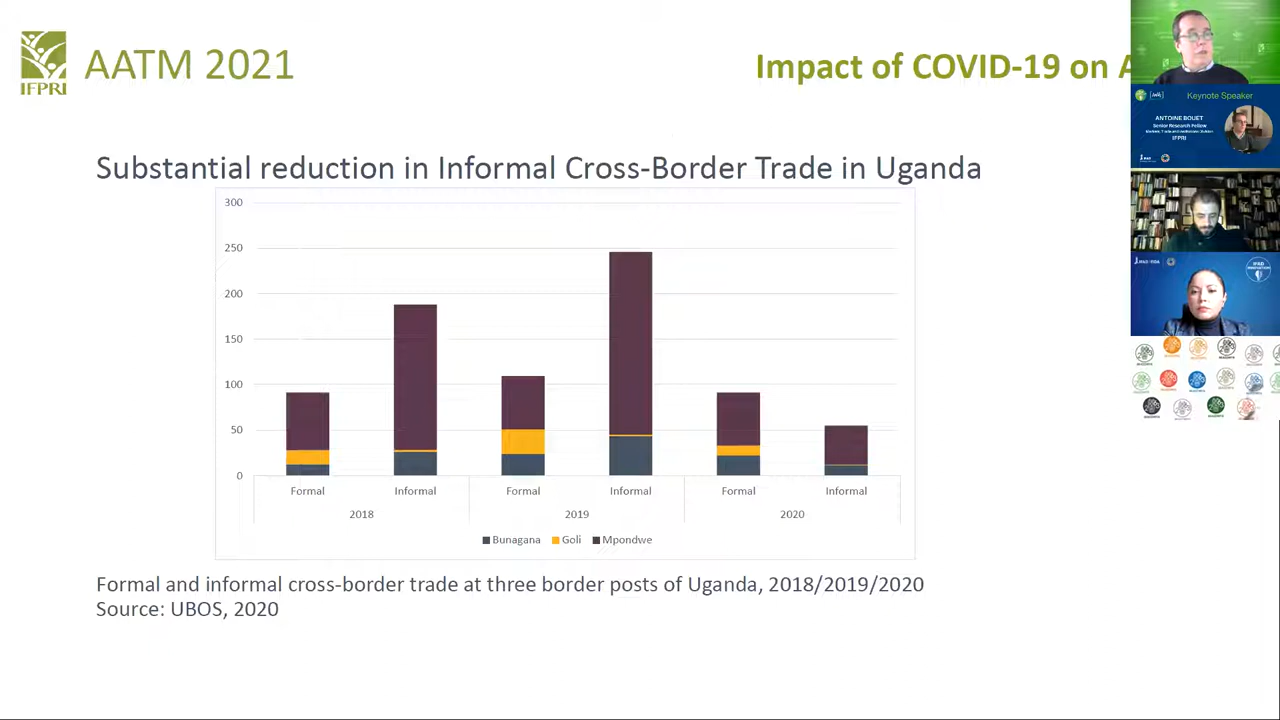 IFPRI
AATM 2021
Impact of COVID-19 on A
Substantial reduction in Informal Cross-Border Trade in Uganda
300
250
200
150
100
50
0
Formal
Informal
Formal
Informal
Formal
Informal
2018
2019
2020
Bunagana
Goli
Mpondwe
Formal and informal cross-border trade at three border posts of Uganda, 2018/2019/2020
Source: UBOS, 2020
Keynote Speaker
ANTOINE BOUET
Senior Research Fellow
IFPRI